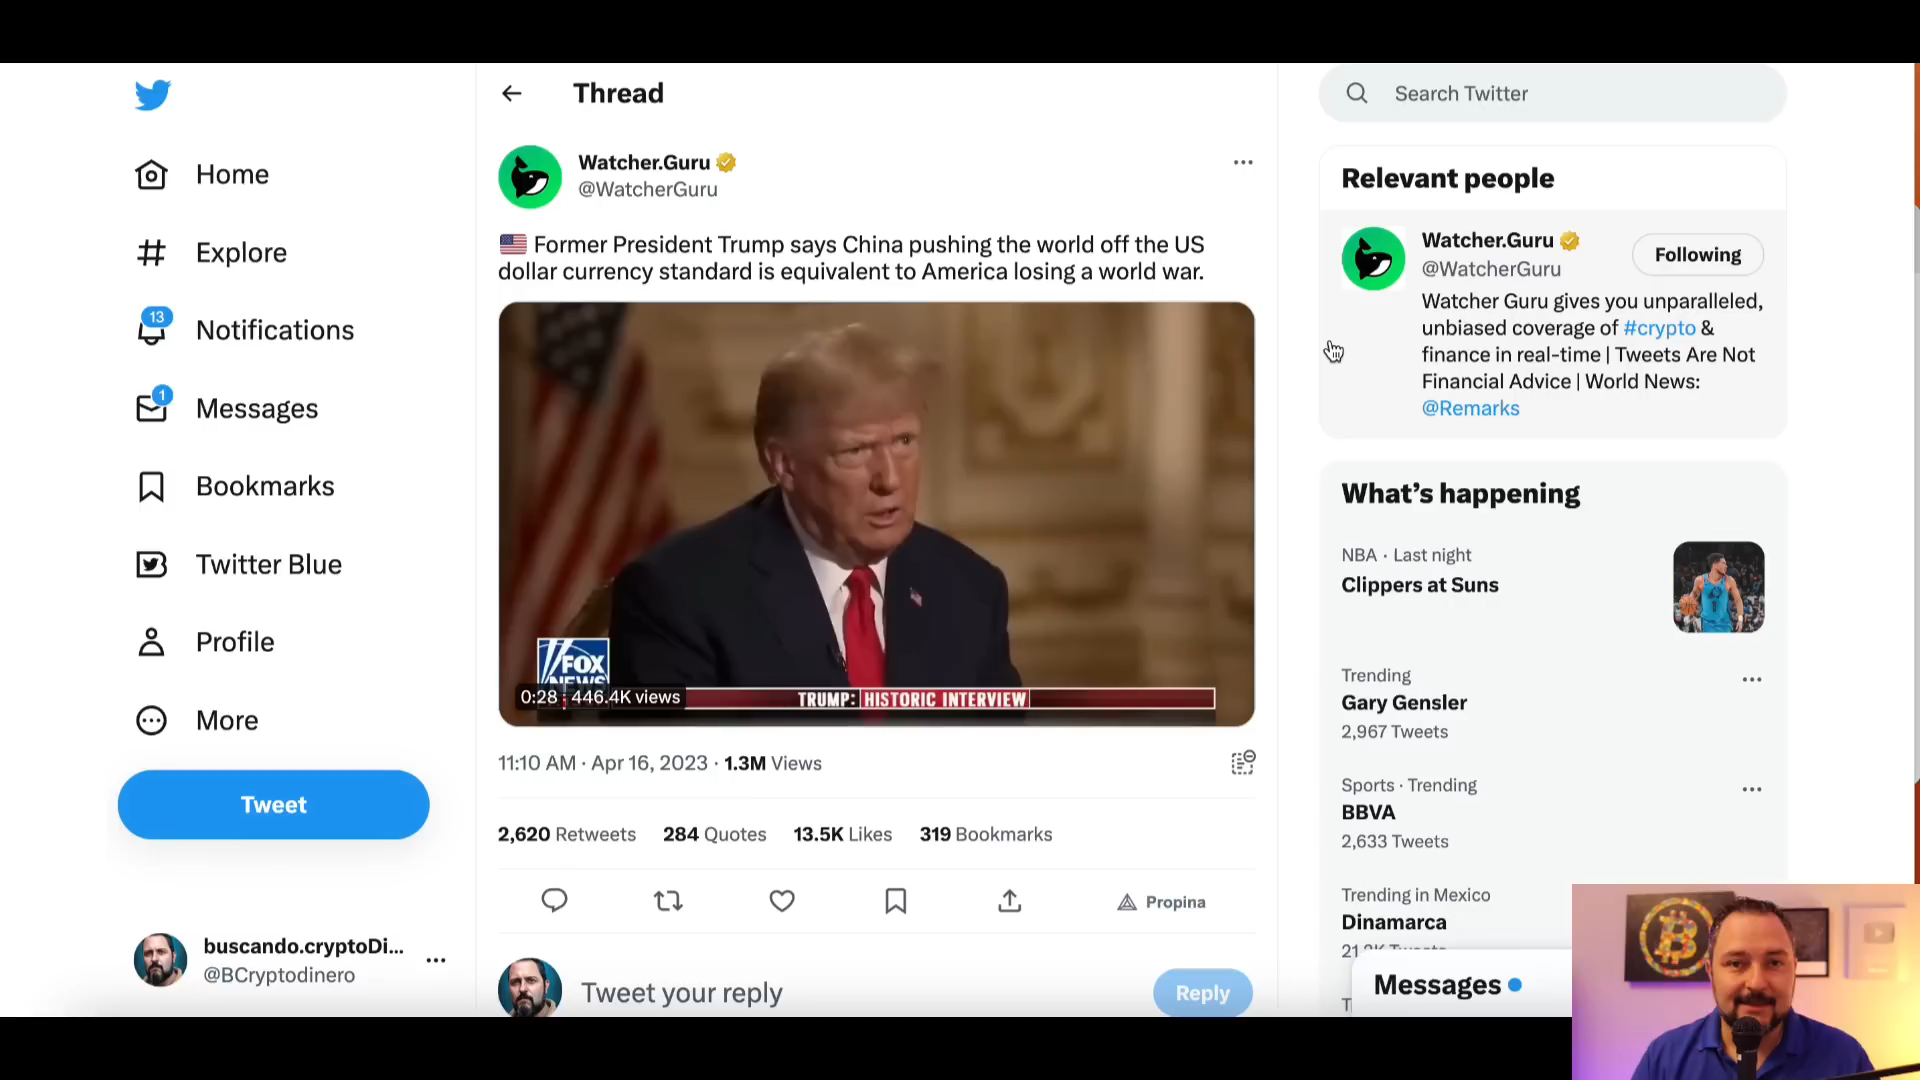 Home
Explore
13
Notifications
1
Messages
Bookmarks
Twitter Blue
Profile
More
Tweet
buscando.cryptoDi...
@BCryptodinero
Thread
Watcher.Guru
@WatcherGuru
Former President Trump says China pushing the world off the US
dollar currency standard is equivalent to America losing a world war.
FOX
NEWS
0:28 446.4K views
TRUMP: HISTORIC INTERVIEW
11:10 AM · Apr 16, 2023 · 1.3M Views
2,620 Retweets 284 Quotes 13.5K Likes 319 Bookmarks
Propina
Tweet your reply
Reply
Search Twitter
Relevant people
Watcher.Guru
@WatcherGuru
Following
Watcher Guru gives you unparalleled,
unbiased coverage of #crypto &
finance in real-time | Tweets Are Not
Financial Advice | World News:
@Remarks
What's happening
NBA · Last night
Clippers at Suns
Trending
Gary Gensler
2,967 Tweets
Sports · Trending
BBVA
2,633 Tweets
Trending in Mexico
Dinamarca
Messages